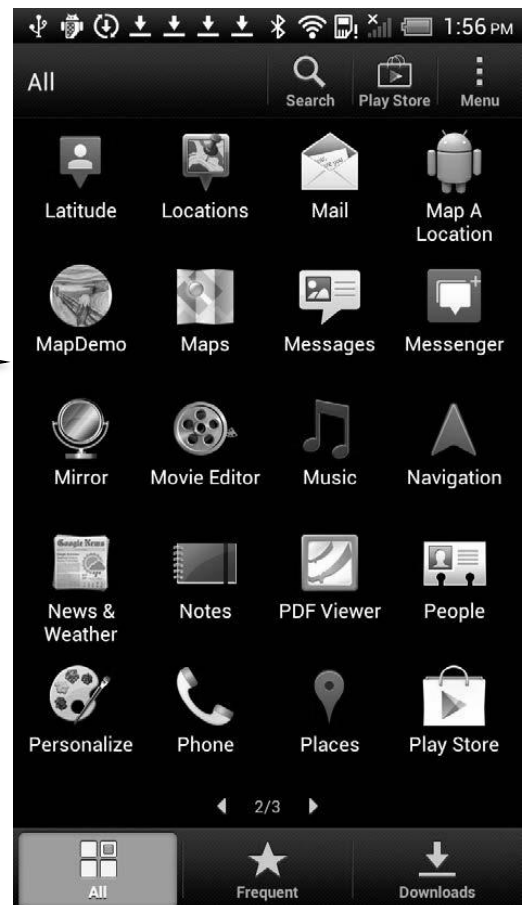 1:56 PM
All
Search
Play Store
Menu
Latitude
Locations
Mail
Map A
Location
MapDemo
Maps
Messages
Messenger
Mirror
Movie Editor
Music
Navigation
Google News
News &
Weather
Notes
PDF Viewer
People
Personalize
Phone
Places
Play Store
2/3
All
Frequent
Downloads